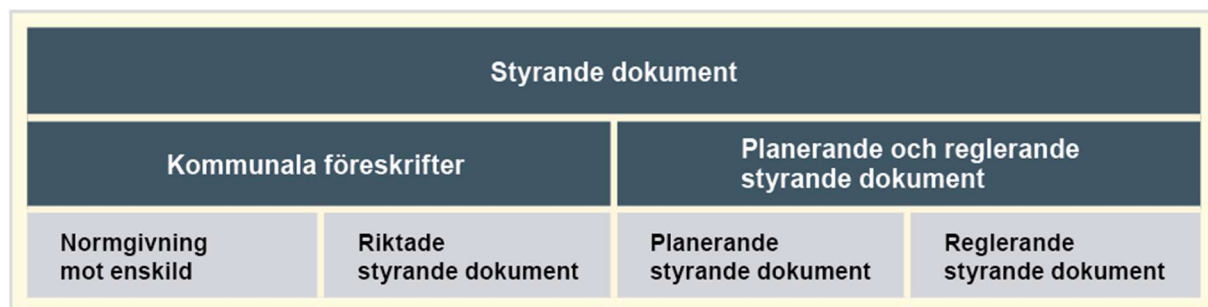 Styrande dokument
Kommunala föreskrifter
Planerande och reglerande
styrande dokument
Normgivning
mot enskild
Riktade
styrande dokument
Planerande
styrande dokument
Reglerande
styrande dokument